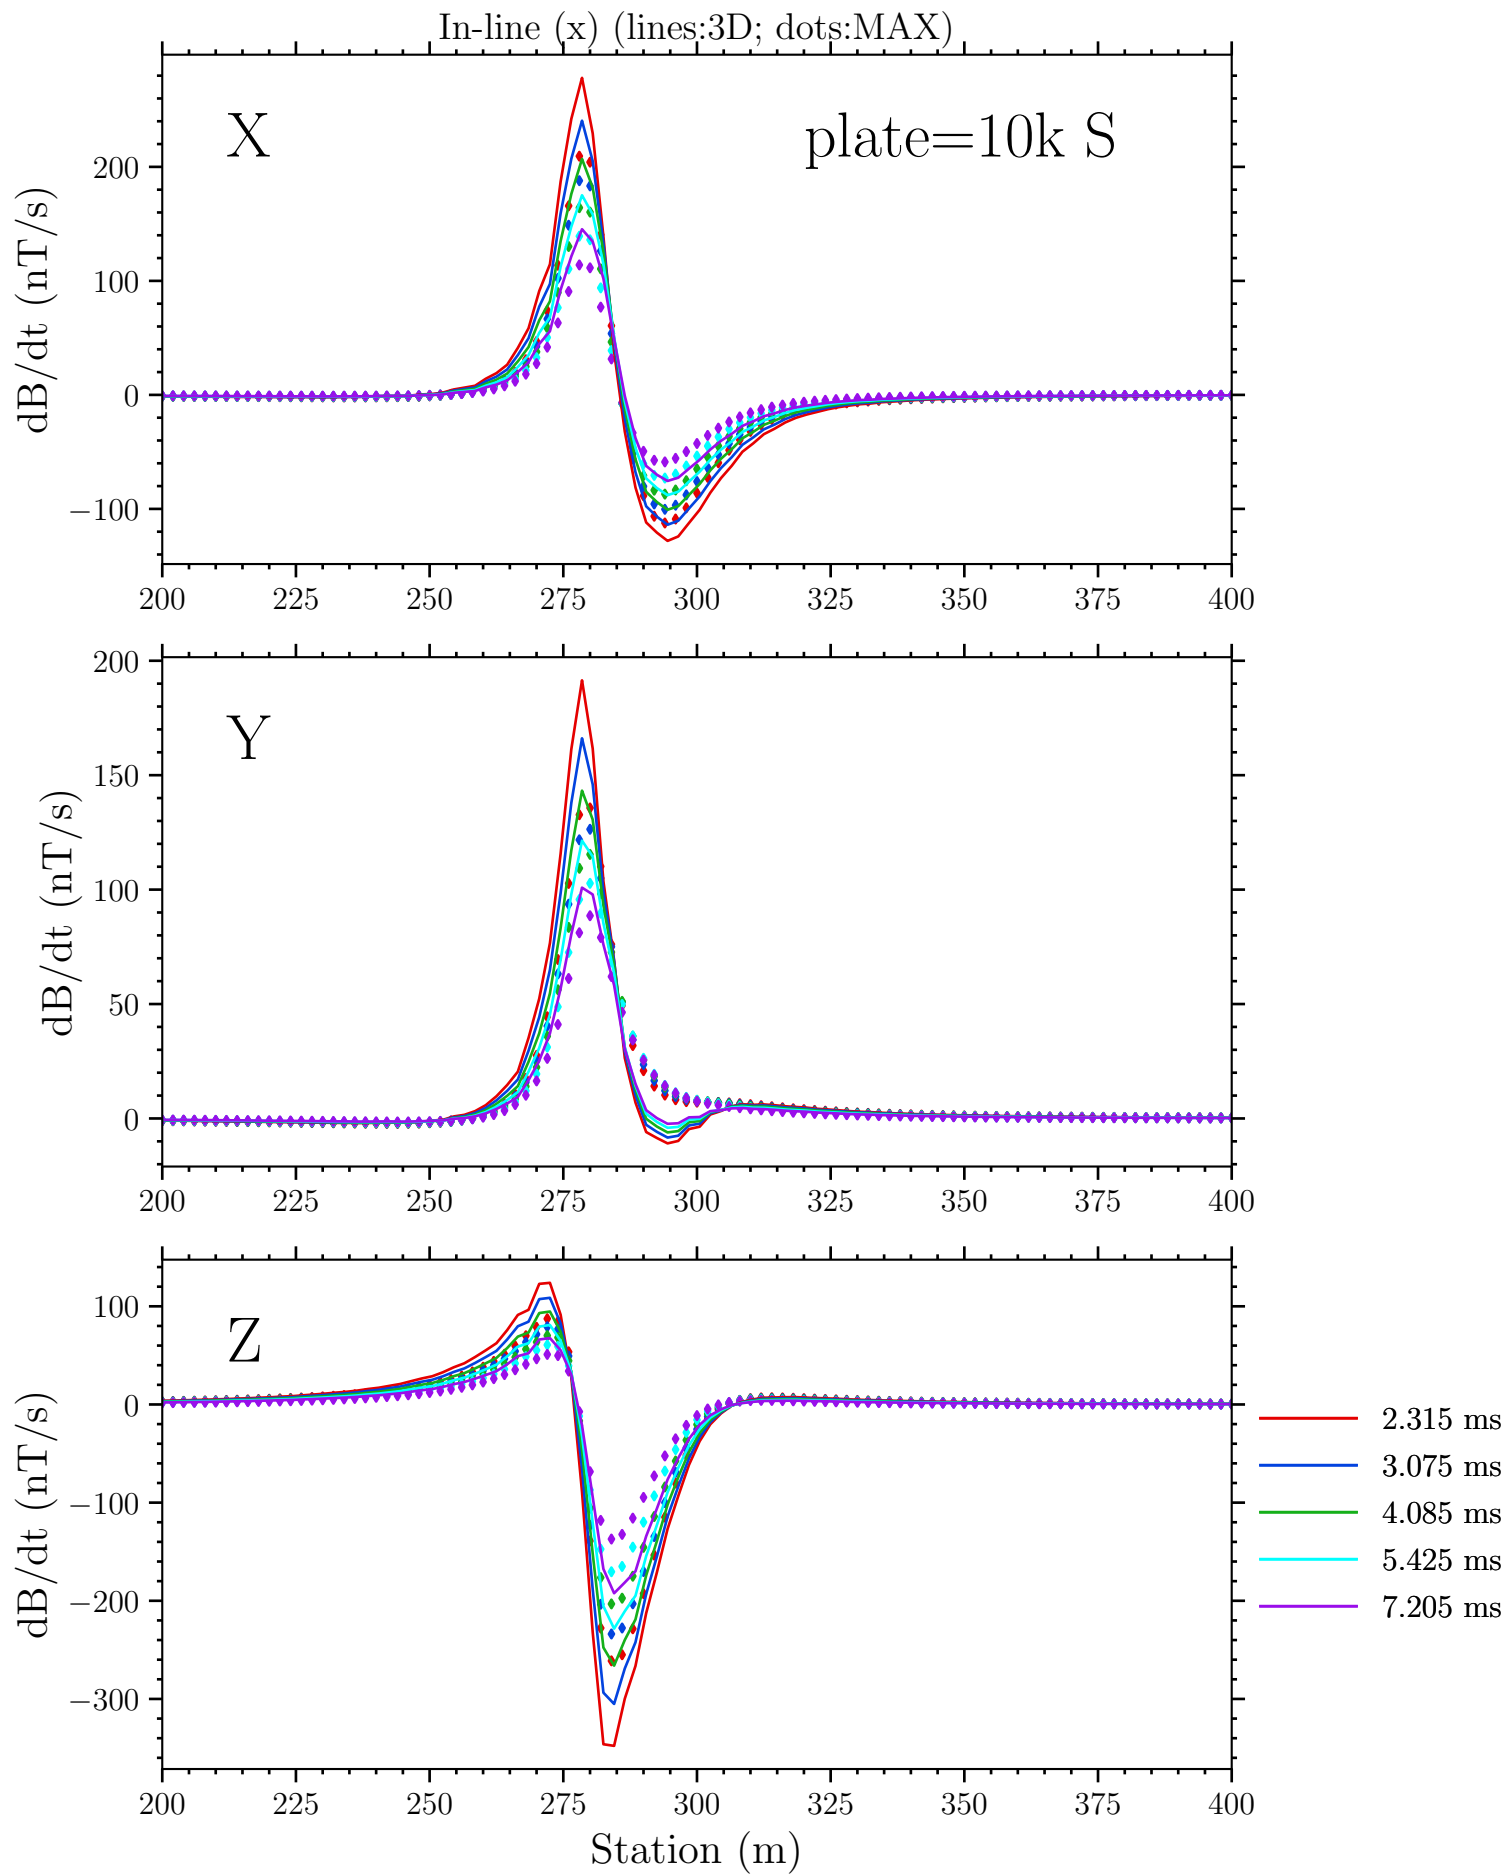 In-line (x) (lines:3D; dots:MAX)
X
plate=10k S
dB/dt (nT/s)
200
100
0
−100
200 225 250 275 300 325 350 375 400
Y
dB/dt (nT/s)
200
150
100
50
0
200 225 250 275 300 325 350 375 400
Z
dB/dt (nT/s)
100
0
−100
−200
−300
200 225 250 275 300 325 350 375 400
Station (m)
2.315 ms
3.075 ms
4.085 ms
5.425 ms
7.205 ms